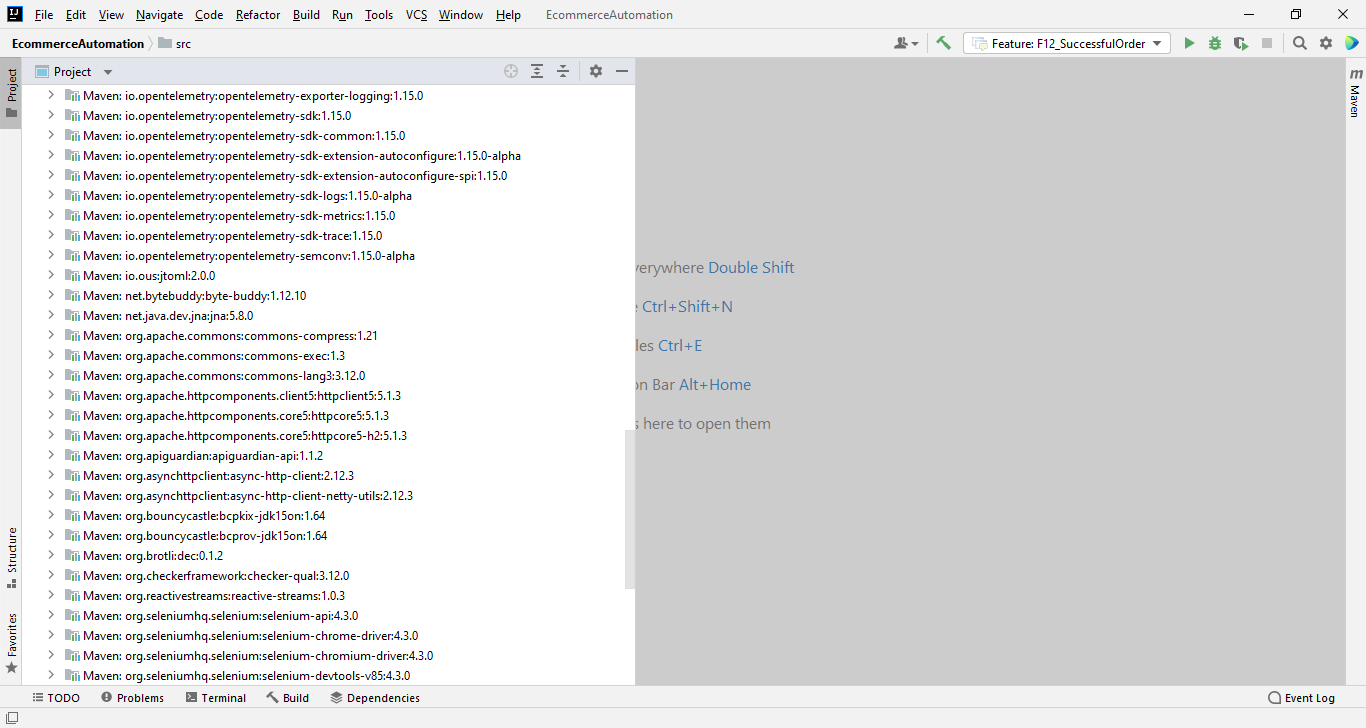 File Edit View Navigate Code Refactor Build Run Tools VCS Window Help EcommerceAutomation
EcommerceAutomation src Feature: F12_SuccessfulOrder
Project
Project
Maven
Structure
Favorites
Maven: io.opentelemetry:opentelemetry-exporter-logging:1.15.0
Maven: io.opentelemetry:opentelemetry-sdk:1.15.0
Maven: io.opentelemetry:opentelemetry-sdk-common:1.15.0
Maven: io.opentelemetry:opentelemetry-sdk-extension-autoconfigure:1.15.0-alpha
Maven: io.opentelemetry:opentelemetry-sdk-extension-autoconfigure-spi:1.15.0
Maven: io.opentelemetry:opentelemetry-sdk-logs:1.15.0-alpha
Maven: io.opentelemetry:opentelemetry-sdk-metrics:1.15.0
Maven: io.opentelemetry:opentelemetry-sdk-trace:1.15.0
Maven: io.opentelemetry:opentelemetry-semconv:1.15.0-alpha
Maven: io.ous:jtoml:2.0.0
Maven: net.bytebuddy:byte-buddy:1.12.10
Maven: net.java.dev.jna:jna:5.8.0
Maven: org.apache.commons:commons-compress:1.21
Maven: org.apache.commons:commons-exec:1.3
Maven: org.apache.commons:commons-lang3:3.12.0
Maven: org.apache.httpcomponents.client5:httpclient5:5.1.3
Maven: org.apache.httpcomponents.core5:httpcore5:5.1.3
Maven: org.apache.httpcomponents.core5:httpcore5-h2:5.1.3
Maven: org.apiguardian:apiguardian-api:1.1.2
Maven: org.asynchttpclient:async-http-client:2.12.3
Maven: org.asynchttpclient:async-http-client-netty-utils:2.12.3
Maven: org.bouncycastle:bcpkix-jdk15on:1.64
Maven: org.bouncycastle:bcprov-jdk15on:1.64
Maven: org.brotli:dec:0.1.2
Maven: org.checkerframework:checker-qual:3.12.0
Maven: org.reactivestreams:reactive-streams:1.0.3
Maven: org.seleniumhq.selenium:selenium-api:4.3.0
Maven: org.seleniumhq.selenium:selenium-chrome-driver:4.3.0
Maven: org.seleniumhq.selenium:selenium-chromium-driver:4.3.0
Maven: org.seleniumhq.selenium:selenium-devtools-v85:4.3.0
verywhere Double Shift
e Ctrl+Shift+N
les Ctrl+E
on Bar Alt+Home
s here to open them
TODO Problems Terminal Build Dependencies Event Log